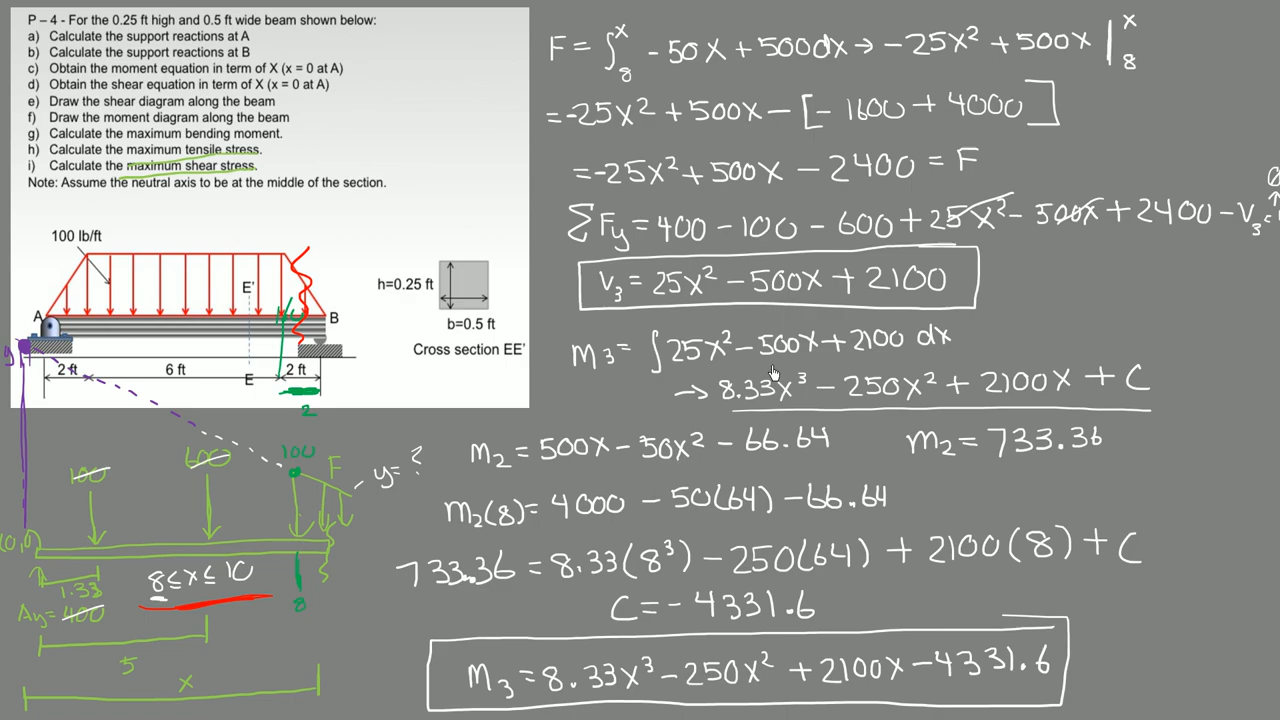 P – 4 - For the 0.25 ft high and 0.5 ft wide beam shown below:
a) Calculate the support reactions at A
b) Calculate the support reactions at B
c) Obtain the moment equation in term of X (x = 0 at A)
d) Obtain the shear equation in term of X (x = 0 at A)
e) Draw the shear diagram along the beam
f) Draw the moment diagram along the beam
g) Calculate the maximum bending moment.
h) Calculate the maximum tensile stress.
i) Calculate the maximum shear stress.
Note: Assume the neutral axis to be at the middle of the section.
100 lb/ft
E'
A
B
h=0.25 ft
b=0.5 ft
Cross section EE'
2 ft
6 ft
E
2 ft
2
100
600
100
F
y= ?
(0,0)
1.33
8≤x≤10
8
Ay=400
5
x
F = ∫₈ˣ -50x+500dx → -25x²+500x |₈ˣ
=-25x²+500x-[-1600+4000]
=-25x²+500x-2400 = F
ΣFy=400-100-600+25x²-500x+2400-V₃=0
V₃=25x²-500x+2100
M₃= ∫25x²-500x+2100 dx
→8.33x³-250x²+2100x+C
M₂=500x-50x²-66.64 M₂=733.36
M₂(8)=4000-50(64)-66.64
733.36=8.33(8³)-250(64)+2100(8)+C
C=-4331.6
M₃=8.33x³-250x²+2100x-4331.6